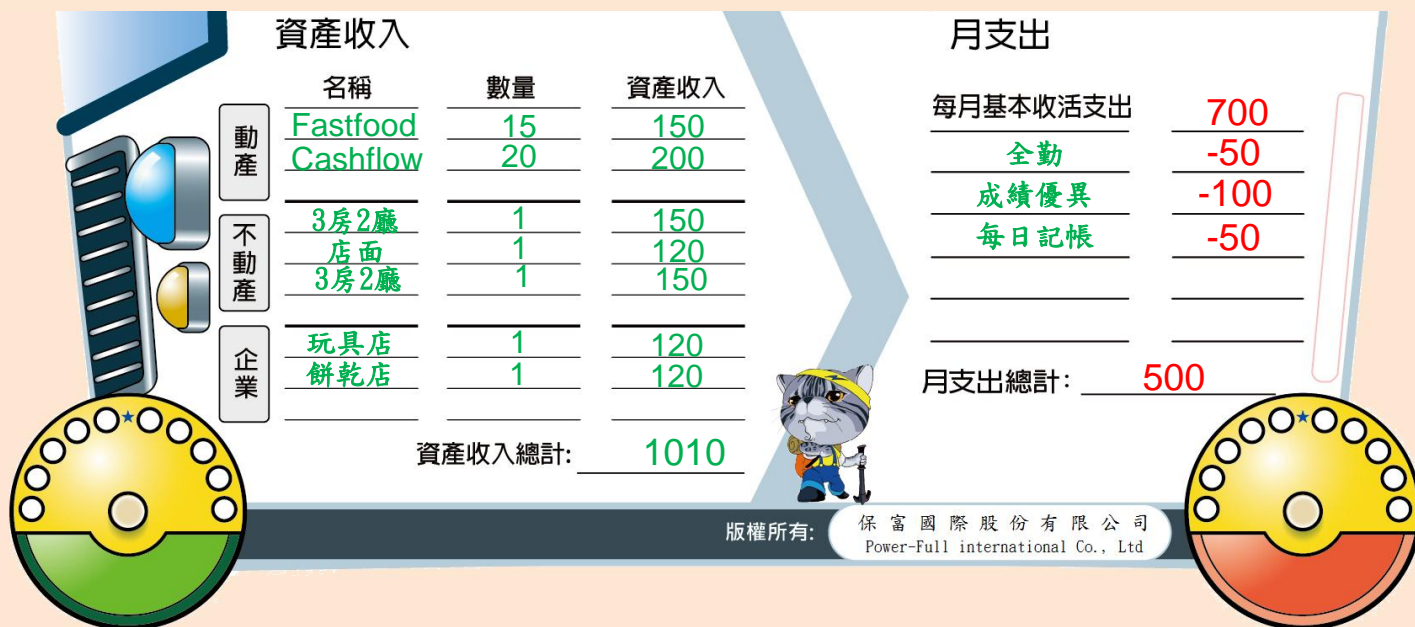 資產收入
名稱 數量 資產收入
動產
Fastfood 15 150
Cashflow 20 200
不動產
3房2廳 1 150
店面 1 120
3房2廳 1 150
企業
玩具店 1 120
餅乾店 1 120
資產收入總計: 1010
月支出
每月基本收活支出 700
全勤 -50
成績優異 -100
每日記帳 -50
月支出總計: 500
版權所有: 保富國際股份有限公司
Power-Full international Co., Ltd